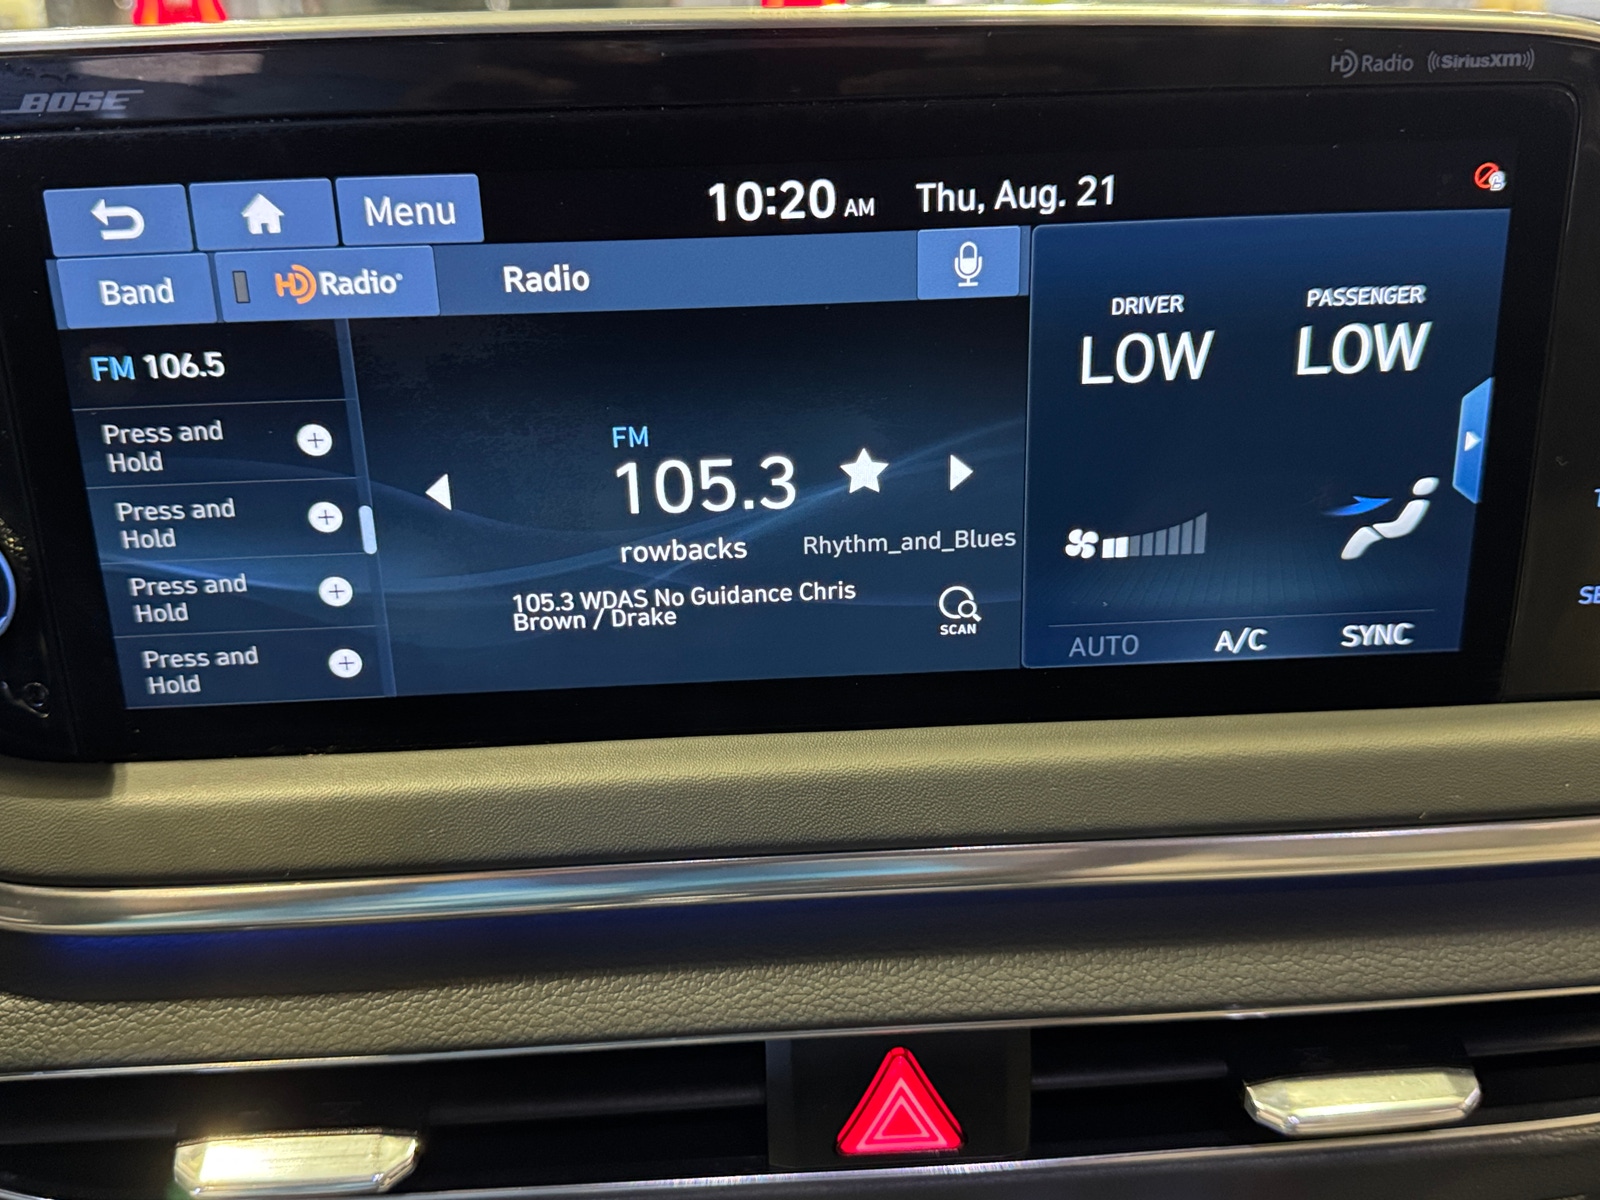 BOSE
HD Radio ((SiriusXM))
Menu
10:20 AM Thu, Aug. 21
Band
HD Radio
Radio
DRIVER
LOW
PASSENGER
LOW
FM 106.5
Press and
Hold
Press and
Hold
Press and
Hold
Press and
Hold
FM
105.3
rowbacks
Rhythm_and_Blues
105.3 WDAS No Guidance Chris
Brown / Drake
SCAN
AUTO
A/C
SYNC